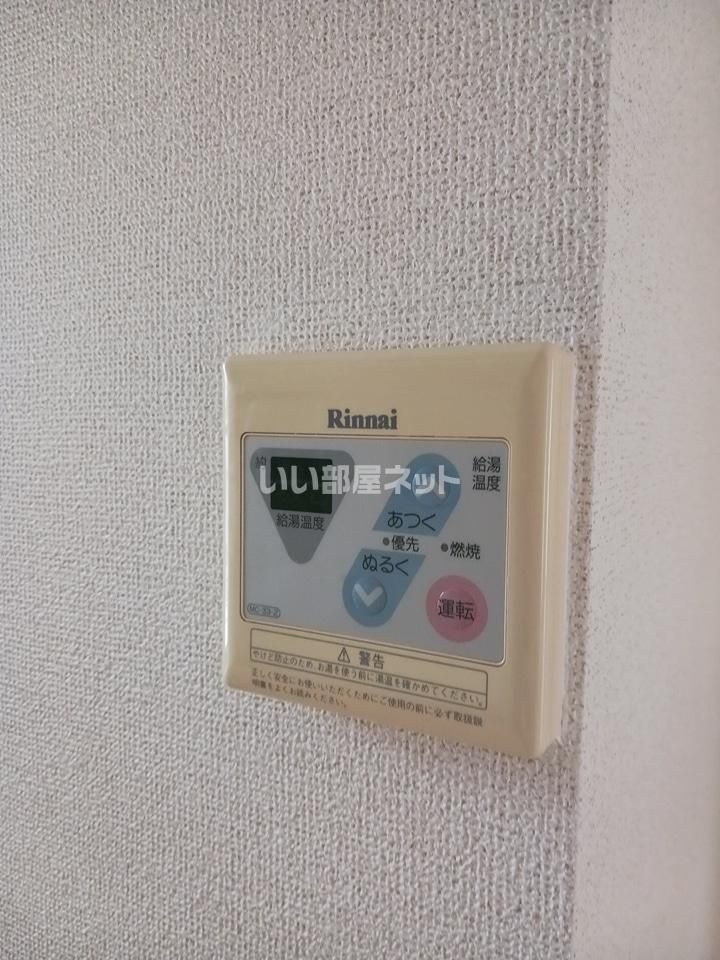 Rinnai
約
いい部屋ネット
給湯温度
給湯
温度
あつく
優先
燃焼
ぬるく
運転
MC-33-2
警告
やけど防止のため、お湯を使う前に湯温を確かめてください。
正しく安全にお使いいただくためにご使用の前に必ず取扱説
明書をよくお読みください。